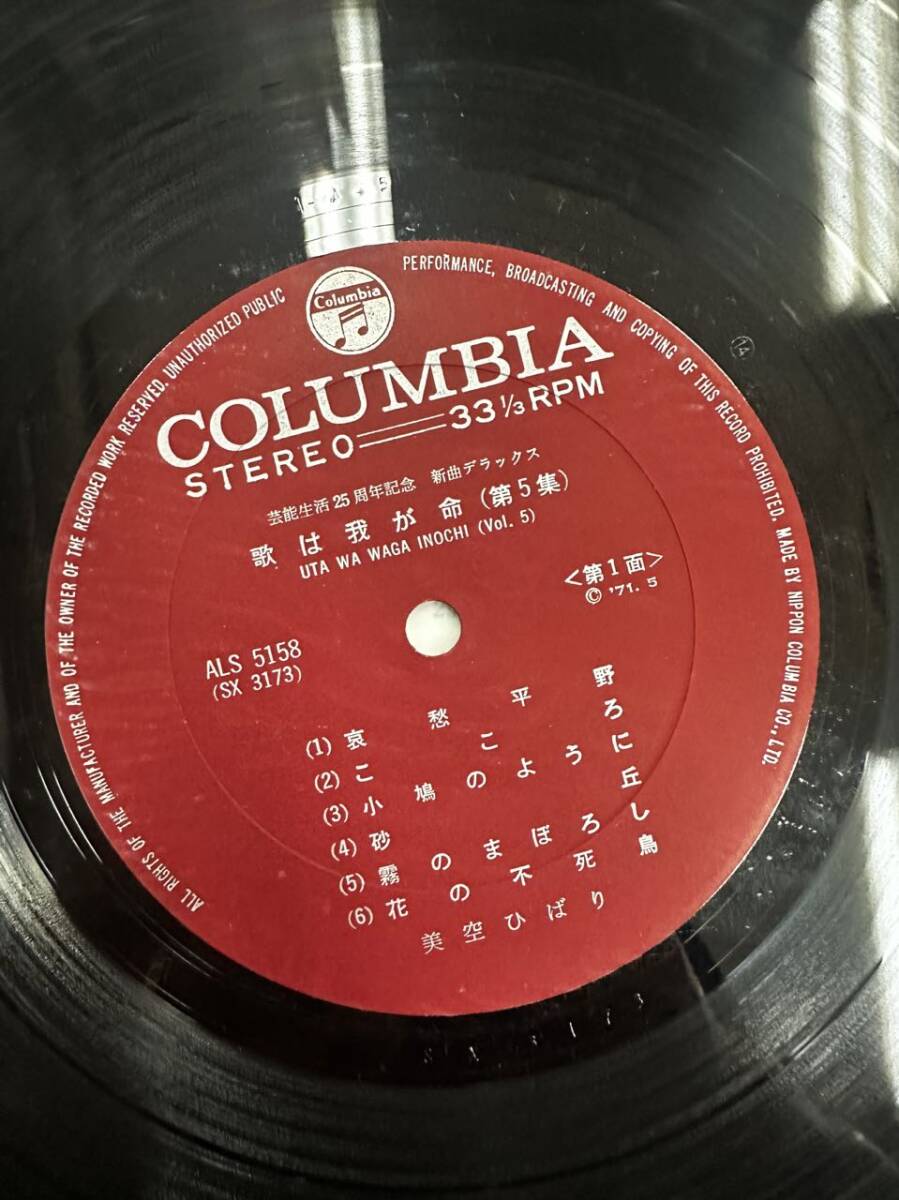 Columbia
COLUMBIA
STEREO 33 1/3 RPM
芸能生活25周年記念 新曲デラックス
歌は我が命(第5集)
UTA WA WAGA INOCHI (Vol. 5)
<第1面>
© '71. 5
ALS 5158
(SX 3173)
(1) 哀愁平野
(2) こころ
(3) 小鳩のように
(4) 砂丘
(5) 霧のまぼろし
(6) 花の不死鳥
美空ひばり
ALL RIGHTS OF THE MANUFACTURER AND OF THE OWNER OF THE RECORDED WORK RESERVED. UNAUTHORIZED PUBLIC PERFORMANCE, BROADCASTING AND COPYING OF THIS RECORD PROHIBITED. MADE BY NIPPON COLUMBIA CO., LTD.
14